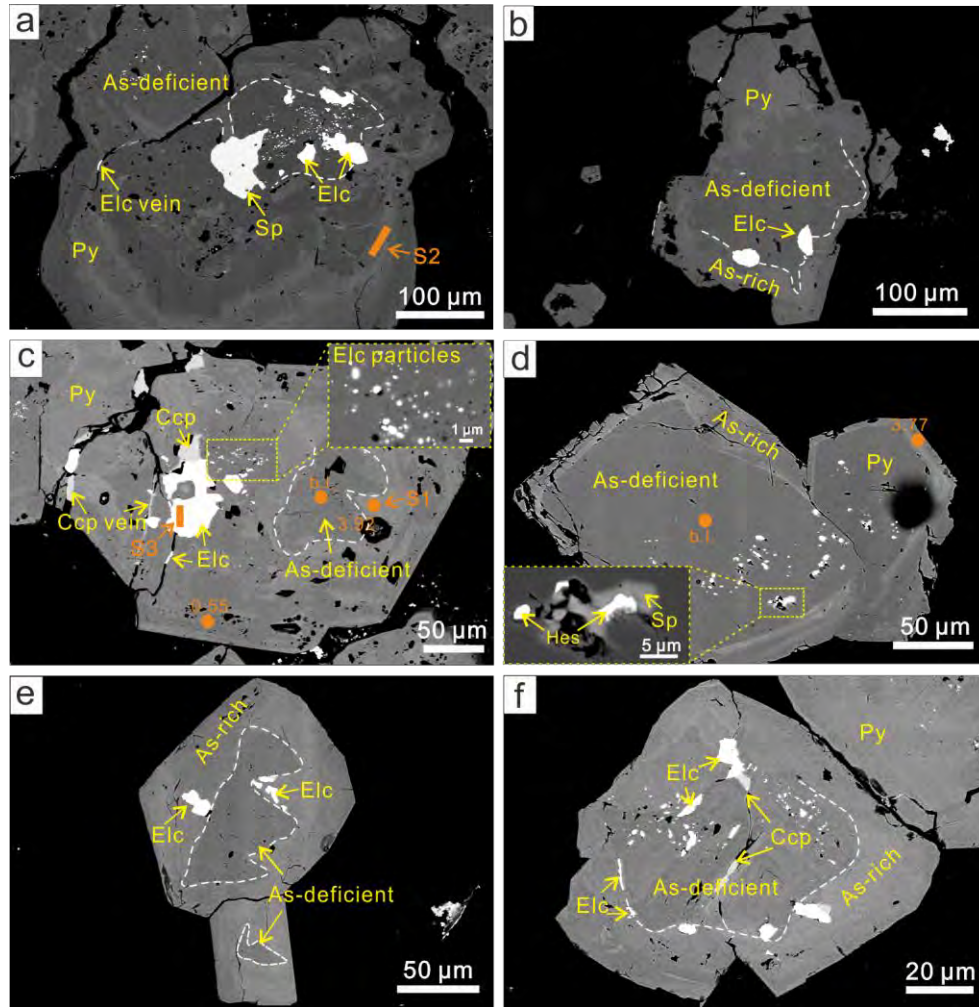 a
As-deficient
Elc vein
Sp
Elc
Py
S2
100 µm
b
Py
As-deficient
Elc
As-rich
100 µm
c
Py
Ccp
Elc particles
1 µm
b.l.
S1
3.92
Ccp vein
S3
Elc
As-deficient
0.55
50 µm
d
As-rich
3.77
As-deficient
Py
b.l.
Hes
Sp
5 µm
50 µm
e
As-rich
Elc
Elc
As-deficient
50 µm
f
Py
Elc
Ccp
Elc
As-deficient
As-rich
20 µm